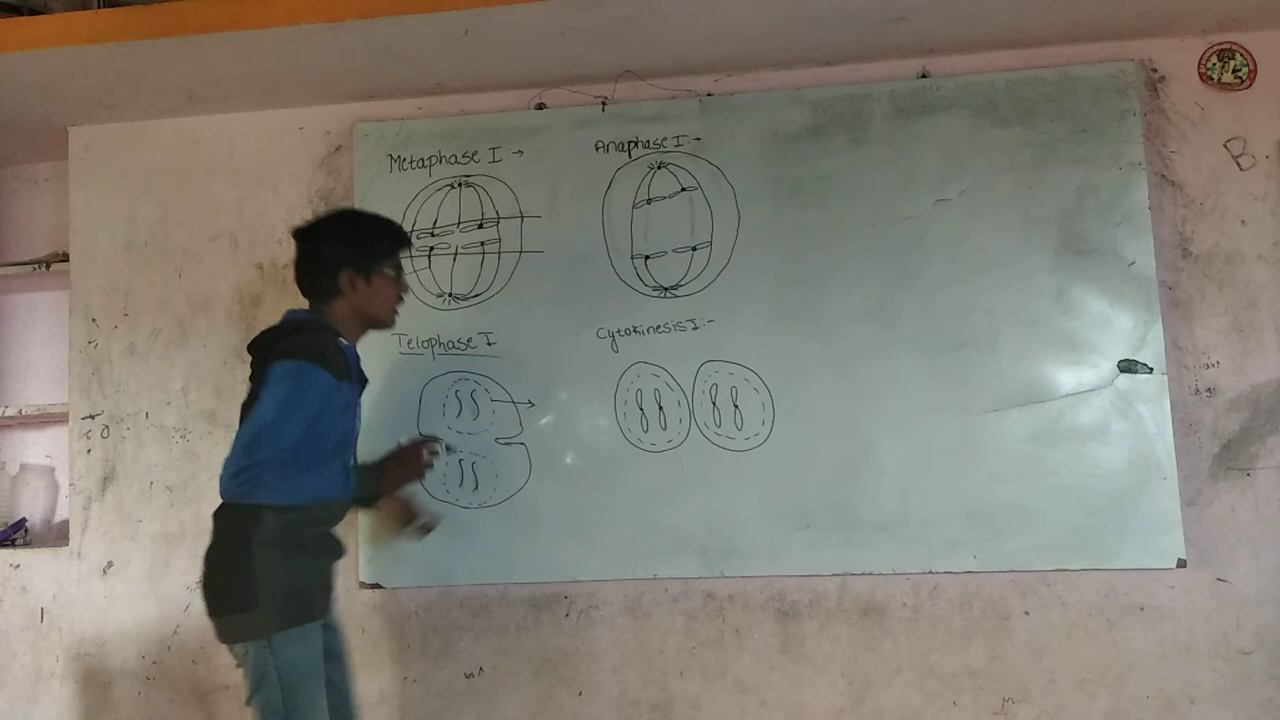 Metaphase I →
Anaphase I :-
Telophase I
Cytokinesis I :-
B.